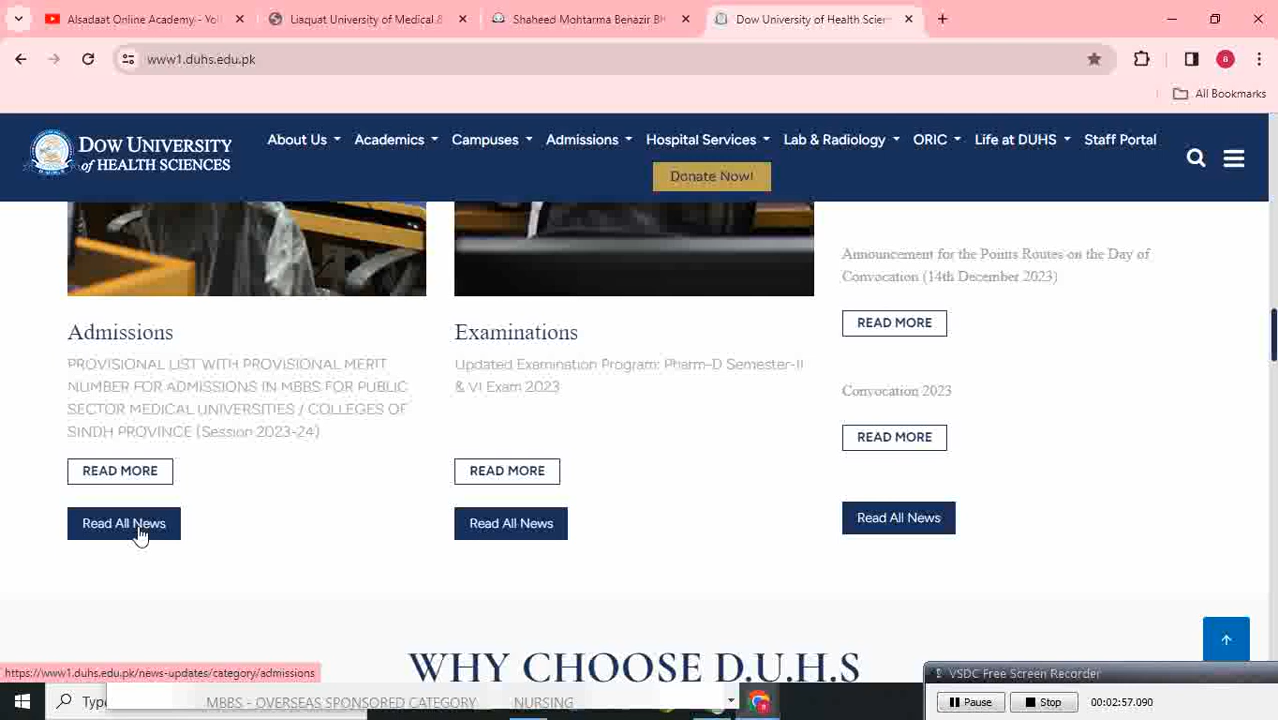 Alsadaat Online Academy - Yo
Liaquat University of Medical &
Shaheed Mohtarma Benazir Bh
Dow University of Health Scien
www1.duhs.edu.pk
a
All Bookmarks
DOW UNIVERSITY
of HEALTH SCIENCES
About Us
Academics
Campuses
Admissions
Hospital Services
Lab & Radiology
ORIC
Life at DUHS
Staff Portal
Donate Now!
Announcement for the Points Routes on the Day of
Convocation (14th December 2023)
READ MORE
Convocation 2023
READ MORE
Read All News
Admissions
PROVISIONAL LIST WITH PROVISIONAL MERIT
NUMBER FOR ADMISSIONS IN MBBS FOR PUBLIC
SECTOR MEDICAL UNIVERSITIES / COLLEGES OF
SINDH PROVINCE (Session 2023-24)
READ MORE
Read All News
Examinations
Updated Examination Program: Pharm-D Semester-II
& VI Exam 2023
READ MORE
Read All News
WHY CHOOSE D.U.H.S
https://www1.duhs.edu.pk/news-updates/category/admissions
VSDC Free Screen Recorder
Pause
Stop
00:02:57.090
Type
MBBS - OVERSEAS SPONSORED CATEGORY
NURSING